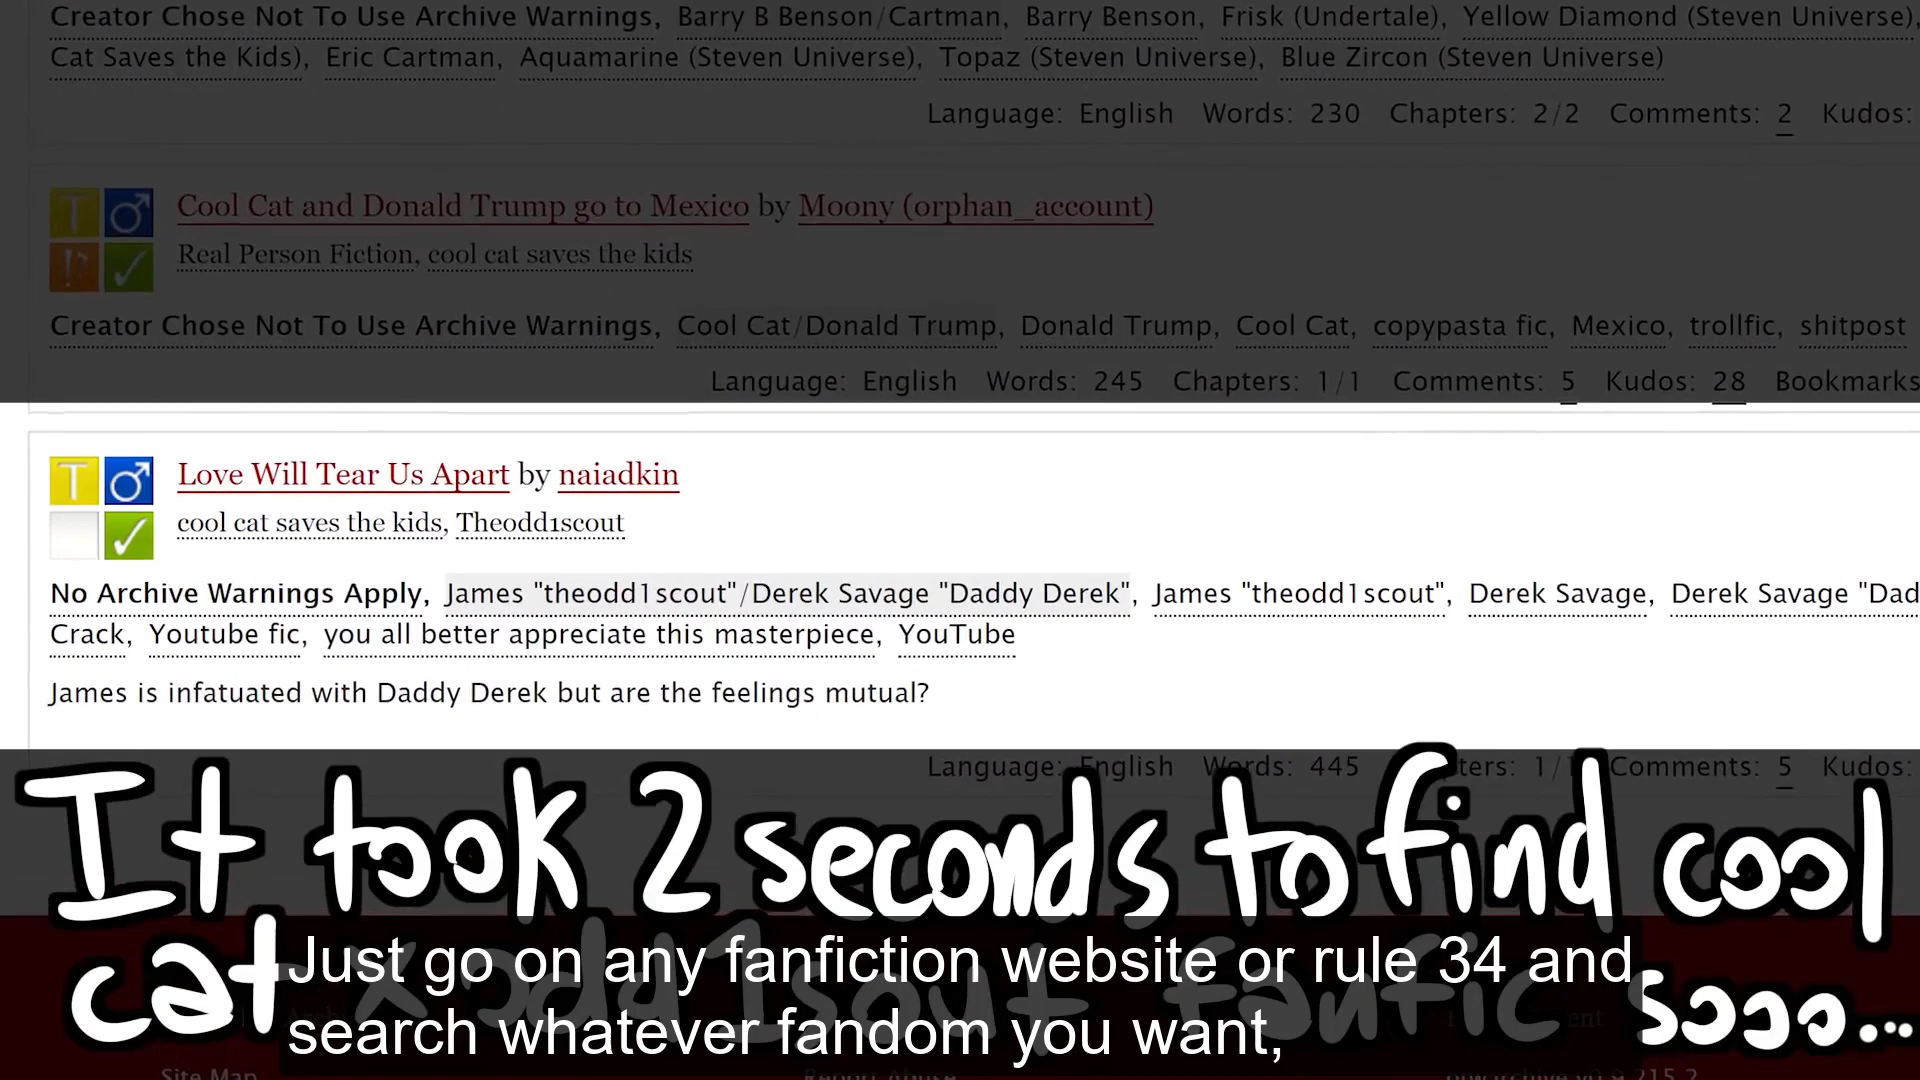 Creator Chose Not To Use Archive Warnings, Barry B Benson/Cartman, Barry Benson, Frisk (Undertale), Yellow Diamond (Steven Universe),
Cat Saves the Kids), Eric Cartman, Aquamarine (Steven Universe), Topaz (Steven Universe), Blue Zircon (Steven Universe)
Language: English Words: 230 Chapters: 2/2 Comments: 2 Kudos:
T
!?
Cool Cat and Donald Trump go to Mexico by Moony (orphan_account)
Real Person Fiction, cool cat saves the kids
Creator Chose Not To Use Archive Warnings, Cool Cat/Donald Trump, Donald Trump, Cool Cat, copypasta fic, Mexico, trollfic, shitpost
Language: English Words: 245 Chapters: 1/1 Comments: 5 Kudos: 28 Bookmarks
T
Love Will Tear Us Apart by naiadkin
cool cat saves the kids, Theodd1scout
No Archive Warnings Apply, James "theodd1scout"/Derek Savage "Daddy Derek", James "theodd1scout", Derek Savage, Derek Savage "Dad
Crack, Youtube fic, you all better appreciate this masterpiece, YouTube
James is infatuated with Daddy Derek but are the feelings mutual?
Language: English Words: 445 ters: 1/1 Comments: 5 Kudos:
It took 2 seconds to find cool
cat x odd1sout fanfic sooo...
Just go on any fanfiction website or rule 34 and
search whatever fandom you want,
Site Map
Report Abuse